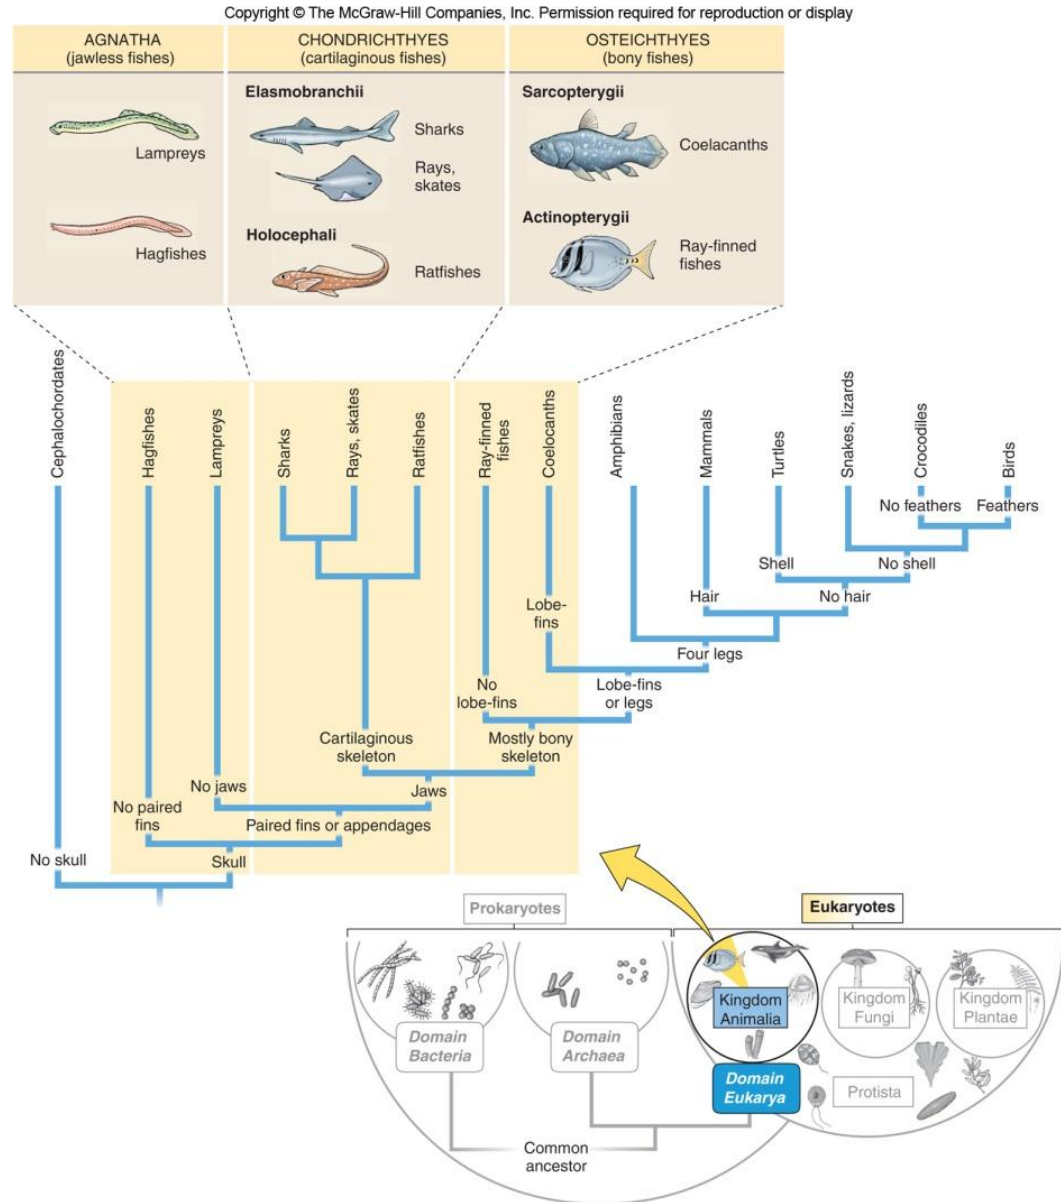 Copyright © The McGraw-Hill Companies, Inc. Permission required for reproduction or display
AGNATHA
(jawless fishes)
CHONDRICHTHYES
(cartilaginous fishes)
OSTEICHTHYES
(bony fishes)
Lampreys
Hagfishes
Elasmobranchii
Sharks
Rays,
skates
Holocephali
Ratfishes
Sarcopterygii
Coelacanths
Actinopterygii
Ray-finned
fishes
Cephalochordates
Hagfishes
Lampreys
Sharks
Rays, skates
Ratfishes
Ray-finned
fishes
Coelocanths
Amphibians
Mammals
Turtles
Snakes, lizards
Crocodiles
Birds
No feathers
Feathers
Shell
No shell
Hair
No hair
Lobe-
fins
Four legs
No
lobe-fins
Lobe-fins
or legs
Cartilaginous
skeleton
Mostly bony
skeleton
No jaws
Jaws
No paired
fins
Paired fins or appendages
No skull
Skull
Prokaryotes
Eukaryotes
Kingdom
Animalia
Kingdom
Fungi
Kingdom
Plantae
Domain
Bacteria
Domain
Archaea
Domain
Eukarya
Protista
Common
ancestor